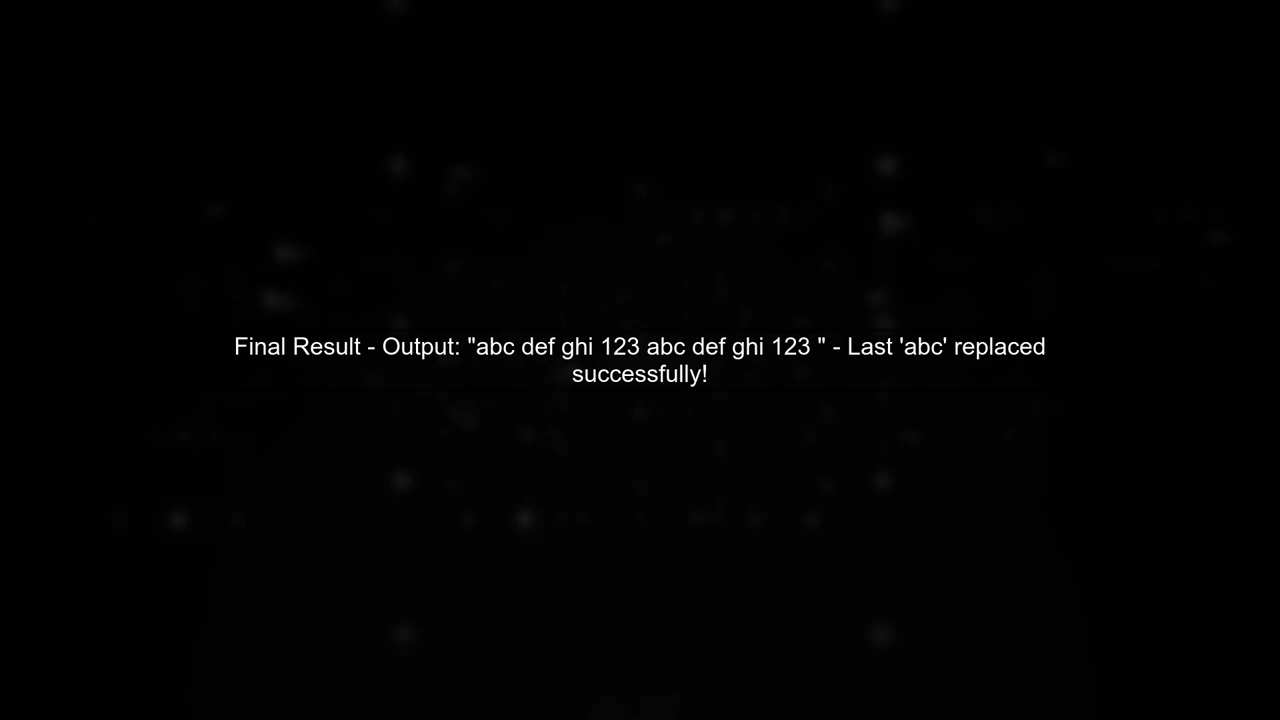 Final Result - Output: "abc def ghi 123 abc def ghi 123 " - Last 'abc' replaced
successfully!